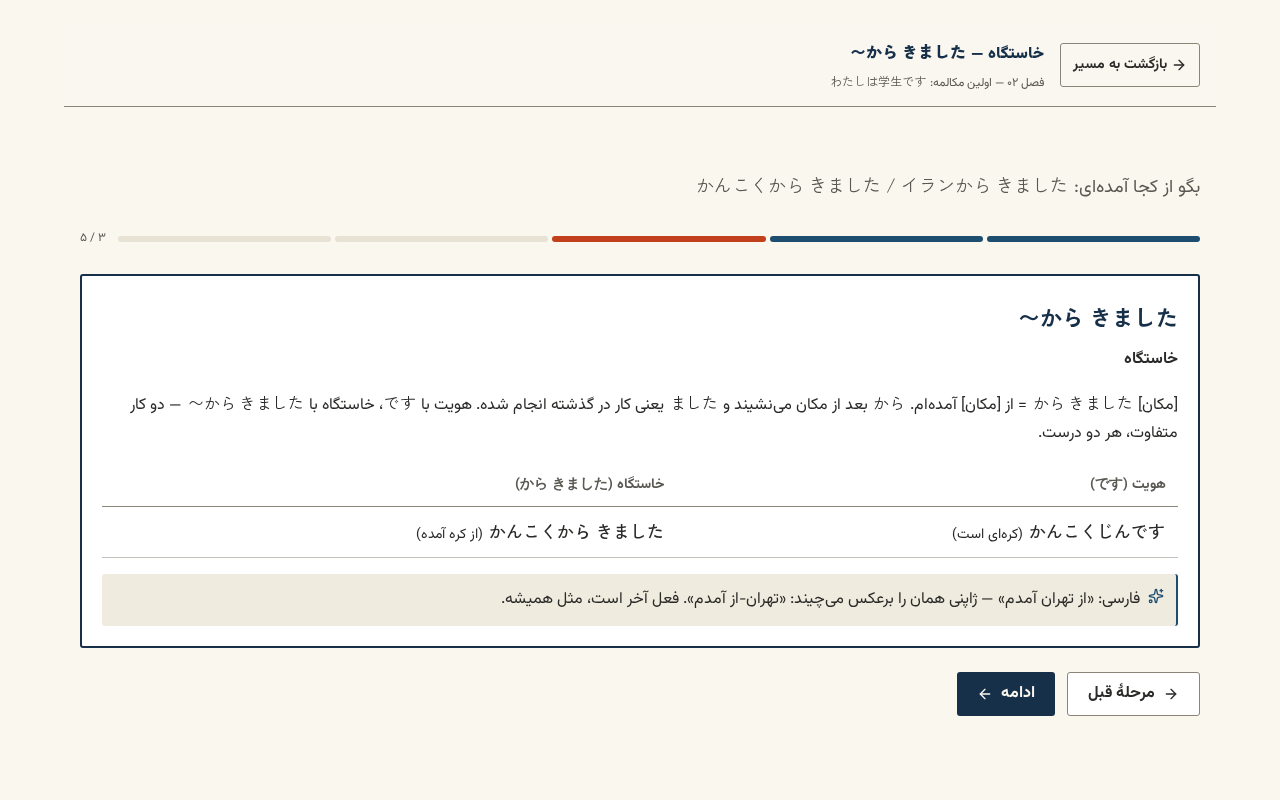 بازگشت به مسیر
خاستگاه — 〜から きました
فصل ۰۲ — اولین مکالمه: わたしは学生です
بگو از کجا آمده‌ای: かんこくから きました / イランから きました
۳ / ۵
〜から きました
خاستگاه
[مکان] から きました = از [مکان] آمده‌ام. から بعد از مکان می‌نشیند و ました یعنی کار در گذشته انجام شده. هویت با です، خاستگاه با 〜から きました — دو کار
متفاوت، هر دو درست.
هویت (です) خاستگاه (から きました)
かんこくじんです (کره‌ای است) かんこくから きました (از کره آمده)
فارسی: «از تهران آمدم» — ژاپنی همان را برعکس می‌چیند: «تهران-از آمدم». فعل آخر است، مثل همیشه.
مرحلهٔ قبل
ادامه